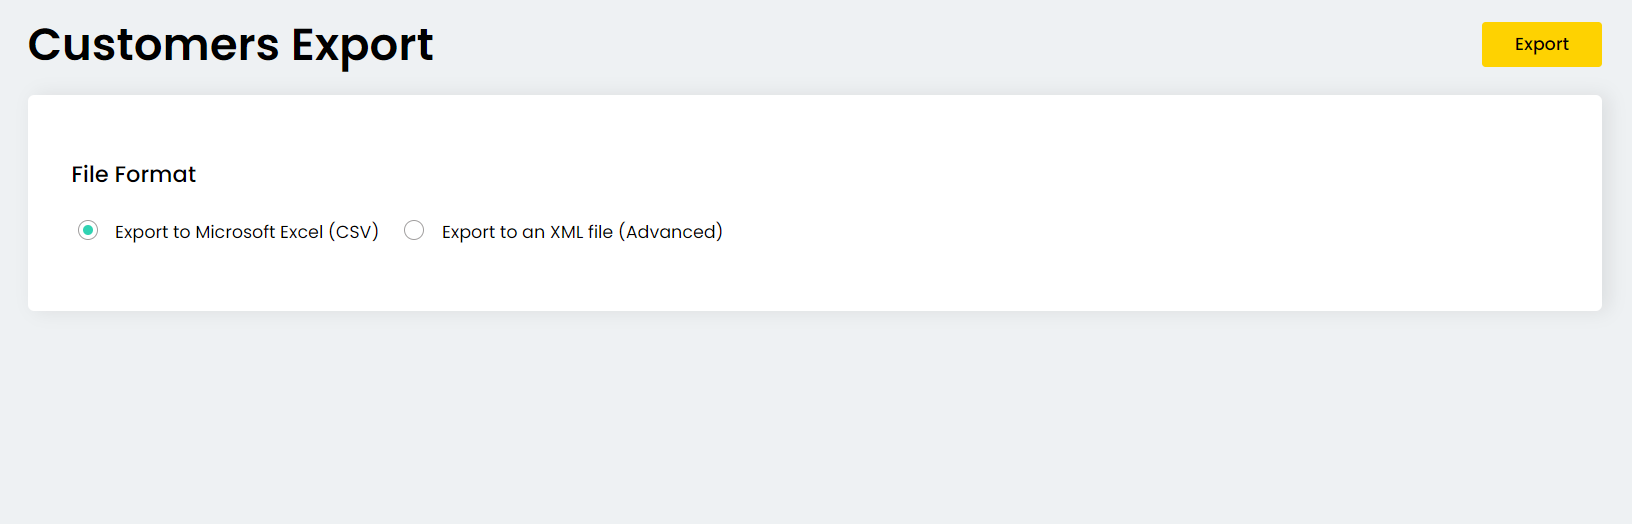 Customers Export
Export
File Format
Export to Microsoft Excel (CSV)
Export to an XML file (Advanced)